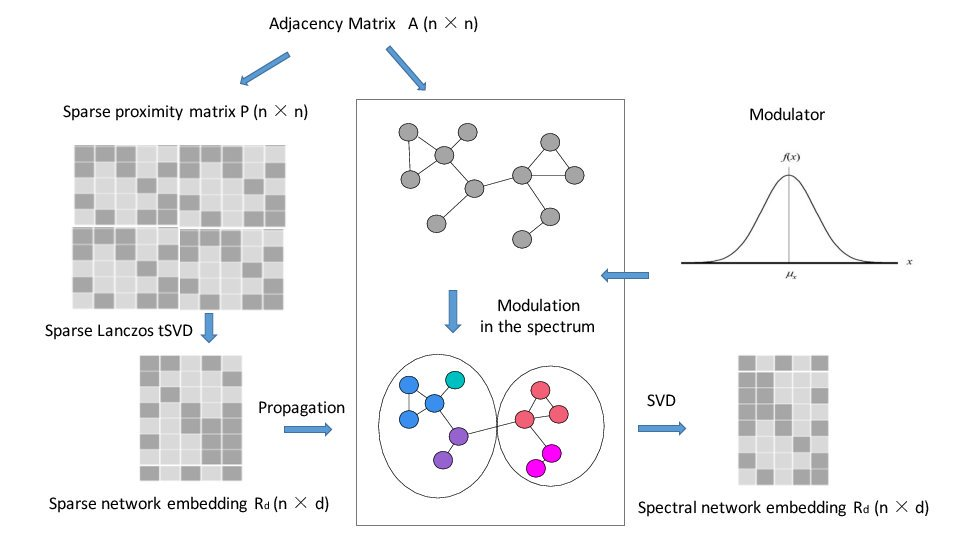 Adjacency Matrix A (n × n)
Sparse proximity matrix P (n × n)
Modulator
f(x)
x
μx
Modulation
in the spectrum
Sparse Lanczos tSVD
Propagation
SVD
Sparse network embedding Rd (n × d)
Spectral network embedding Rd (n × d)